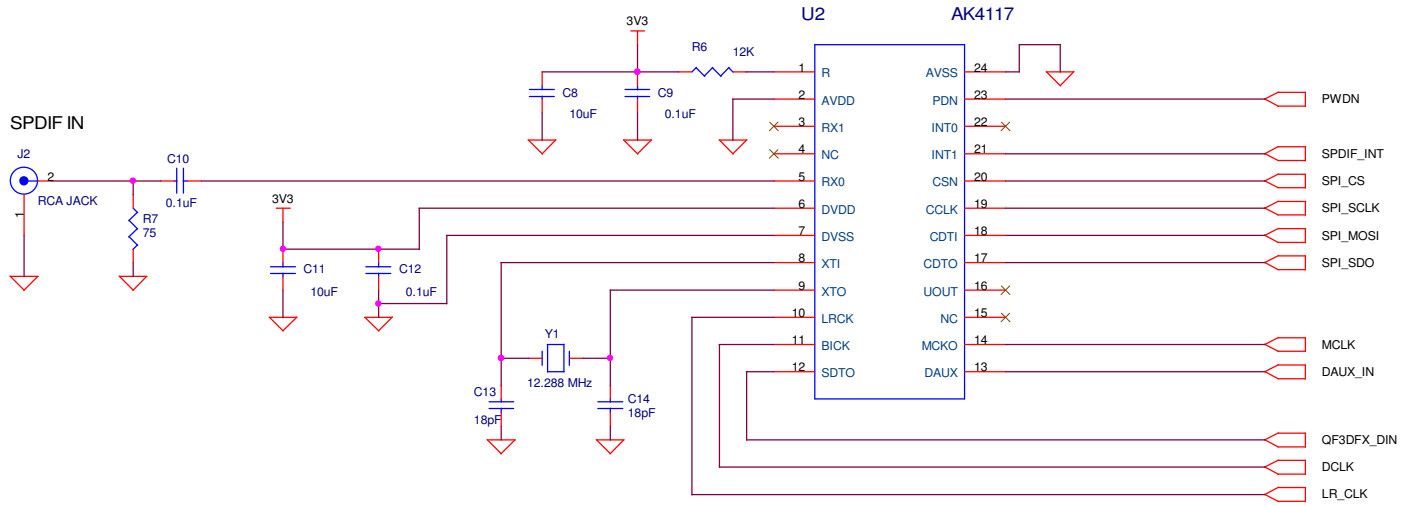 U2
AK4117
3V3
R6
12K
C8
10uF
C9
0.1uF
1
R
2
AVDD
3
RX1
4
NC
5
RX0
6
DVDD
7
DVSS
8
XTI
9
XTO
10
LRCK
11
BICK
12
SDTO
AVSS
24
PDN
23
INT0
22
INT1
21
CSN
20
CCLK
19
CDTI
18
CDTO
17
UOUT
16
NC
15
MCKO
14
DAUX
13
PWDN
SPDIF_INT
SPI_CS
SPI_SCLK
SPI_MOSI
SPI_SDO
MCLK
DAUX_IN
QF3DFX_DIN
DCLK
LR_CLK
SPDIF IN
J2
2
1
RCA JACK
C10
0.1uF
R7
75
3V3
C11
10uF
C12
0.1uF
Y1
12.288 MHz
C13
18pF
C14
18pF